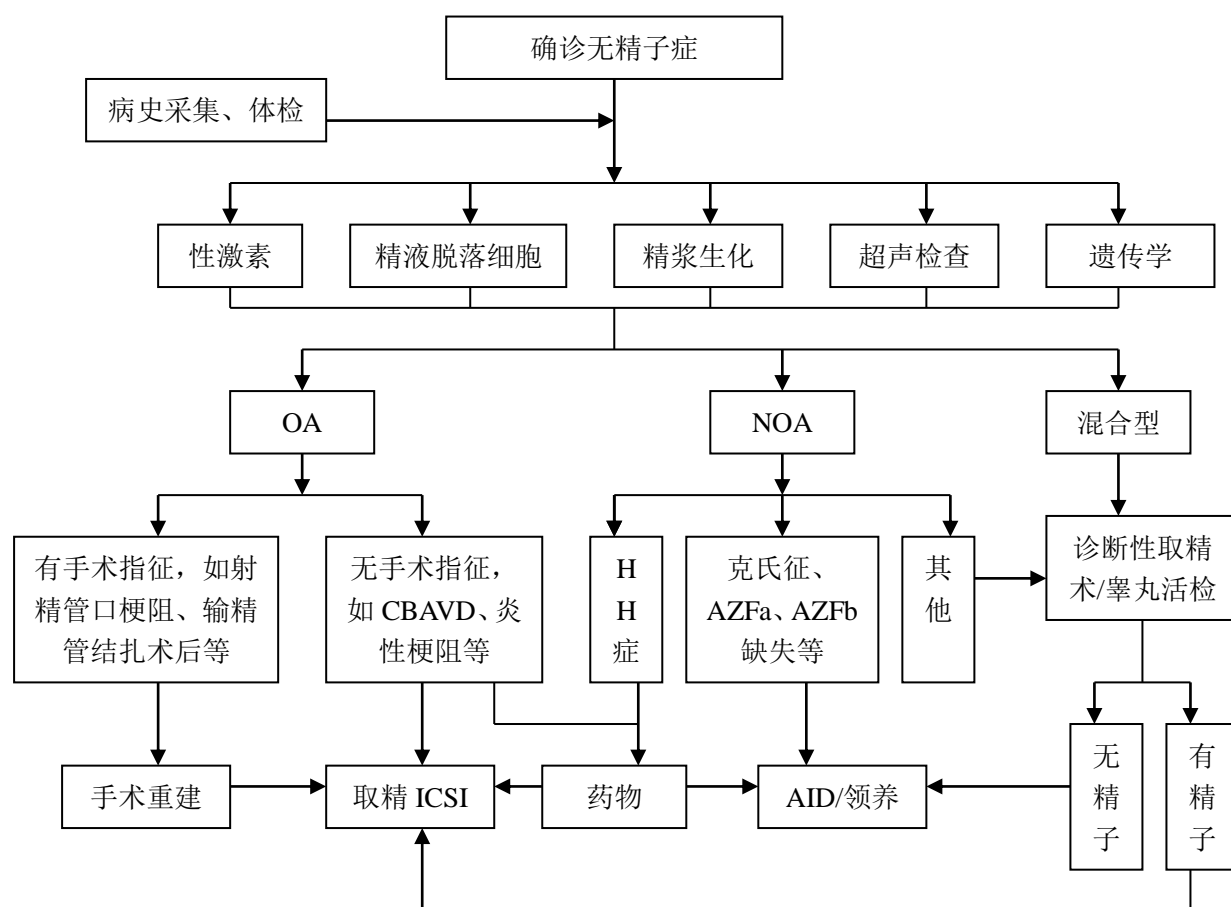 确诊无精子症
病史采集、体检
性激素
精液脱落细胞
精浆生化
超声检查
遗传学
OA
NOA
混合型
有手术指征，如射
精管口梗阻、输精
管结扎术后等
无手术指征，
如 CBAVD、炎
性梗阻等
H
H
症
克氏征、
AZFa、AZFb
缺失等
其
他
诊断性取精
术/睾丸活检
手术重建
取精 ICSI
药物
AID/领养
无
精
子
有
精
子